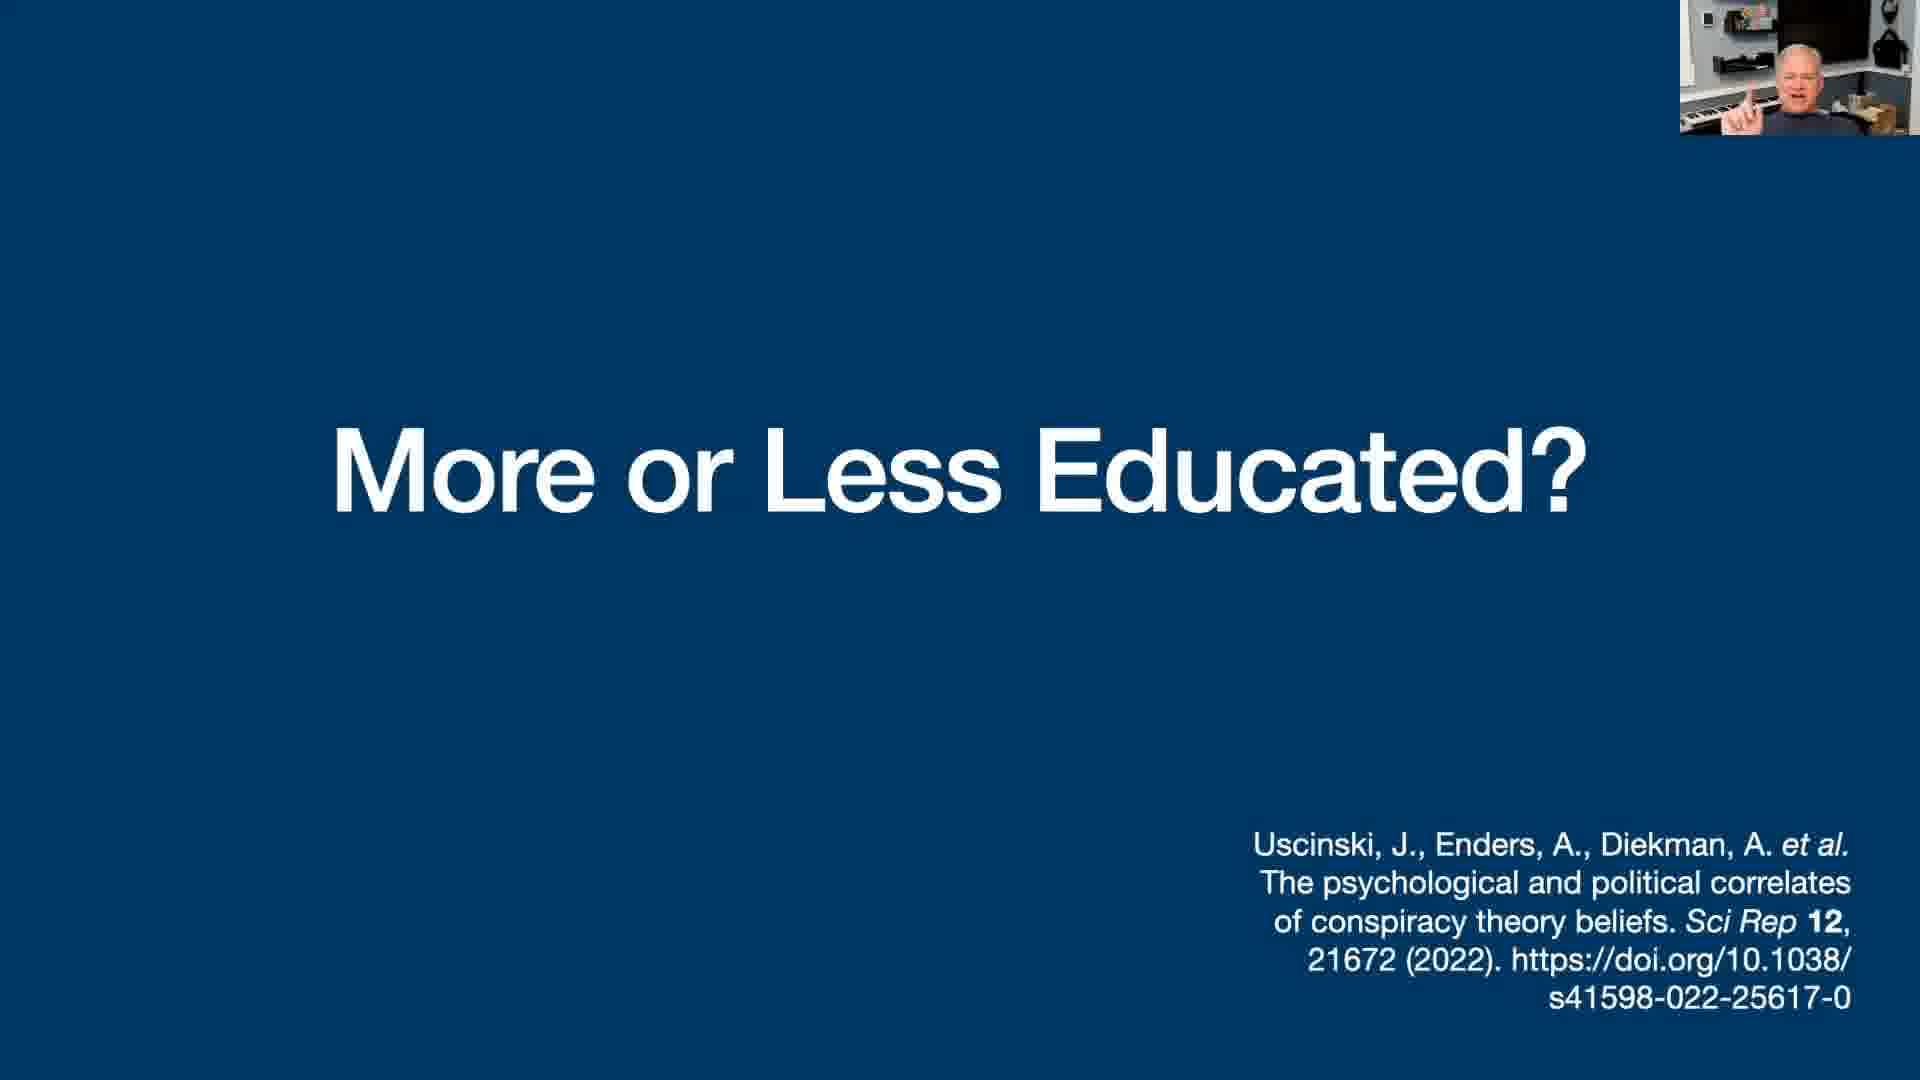 More or Less Educated?
Uscinski, J., Enders, A., Diekman, A. et al.
The psychological and political correlates
of conspiracy theory beliefs. Sci Rep 12,
21672 (2022). https://doi.org/10.1038/
s41598-022-25617-0